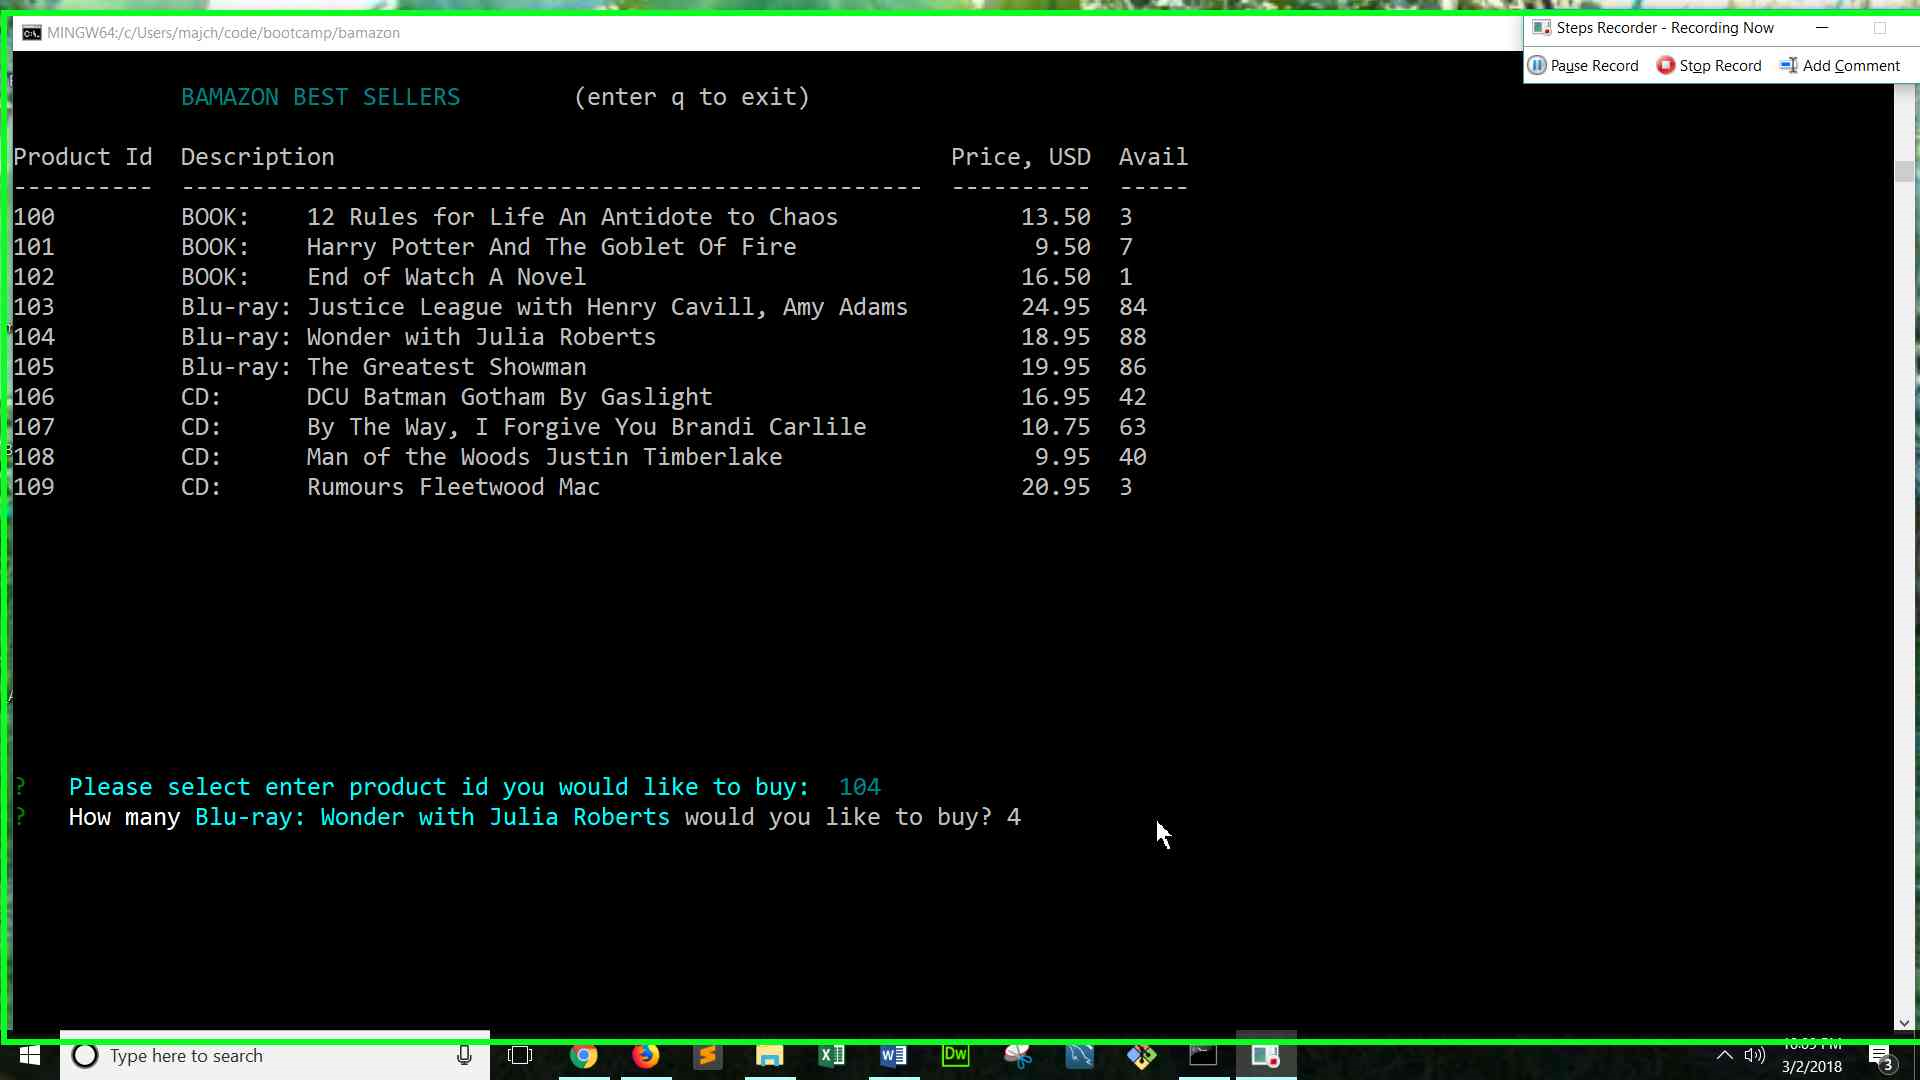 MINGW64:/c/Users/majch/code/bootcamp/bamazon
Steps Recorder - Recording Now
Pause Record Stop Record Add Comment
BAMAZON BEST SELLERS (enter q to exit)
Product Id Description Price, USD Avail
---------- ----------------------------------------------------- ---------- -----
100 BOOK: 12 Rules for Life An Antidote to Chaos 13.50 3
101 BOOK: Harry Potter And The Goblet Of Fire 9.50 7
102 BOOK: End of Watch A Novel 16.50 1
103 Blu-ray: Justice League with Henry Cavill, Amy Adams 24.95 84
104 Blu-ray: Wonder with Julia Roberts 18.95 88
105 Blu-ray: The Greatest Showman 19.95 86
106 CD: DCU Batman Gotham By Gaslight 16.95 42
107 CD: By The Way, I Forgive You Brandi Carlile 10.75 63
108 CD: Man of the Woods Justin Timberlake 9.95 40
109 CD: Rumours Fleetwood Mac 20.95 3
? Please select enter product id you would like to buy: 104
? How many Blu-ray: Wonder with Julia Roberts would you like to buy? 4
Type here to search
Dw
3/2/2018
3